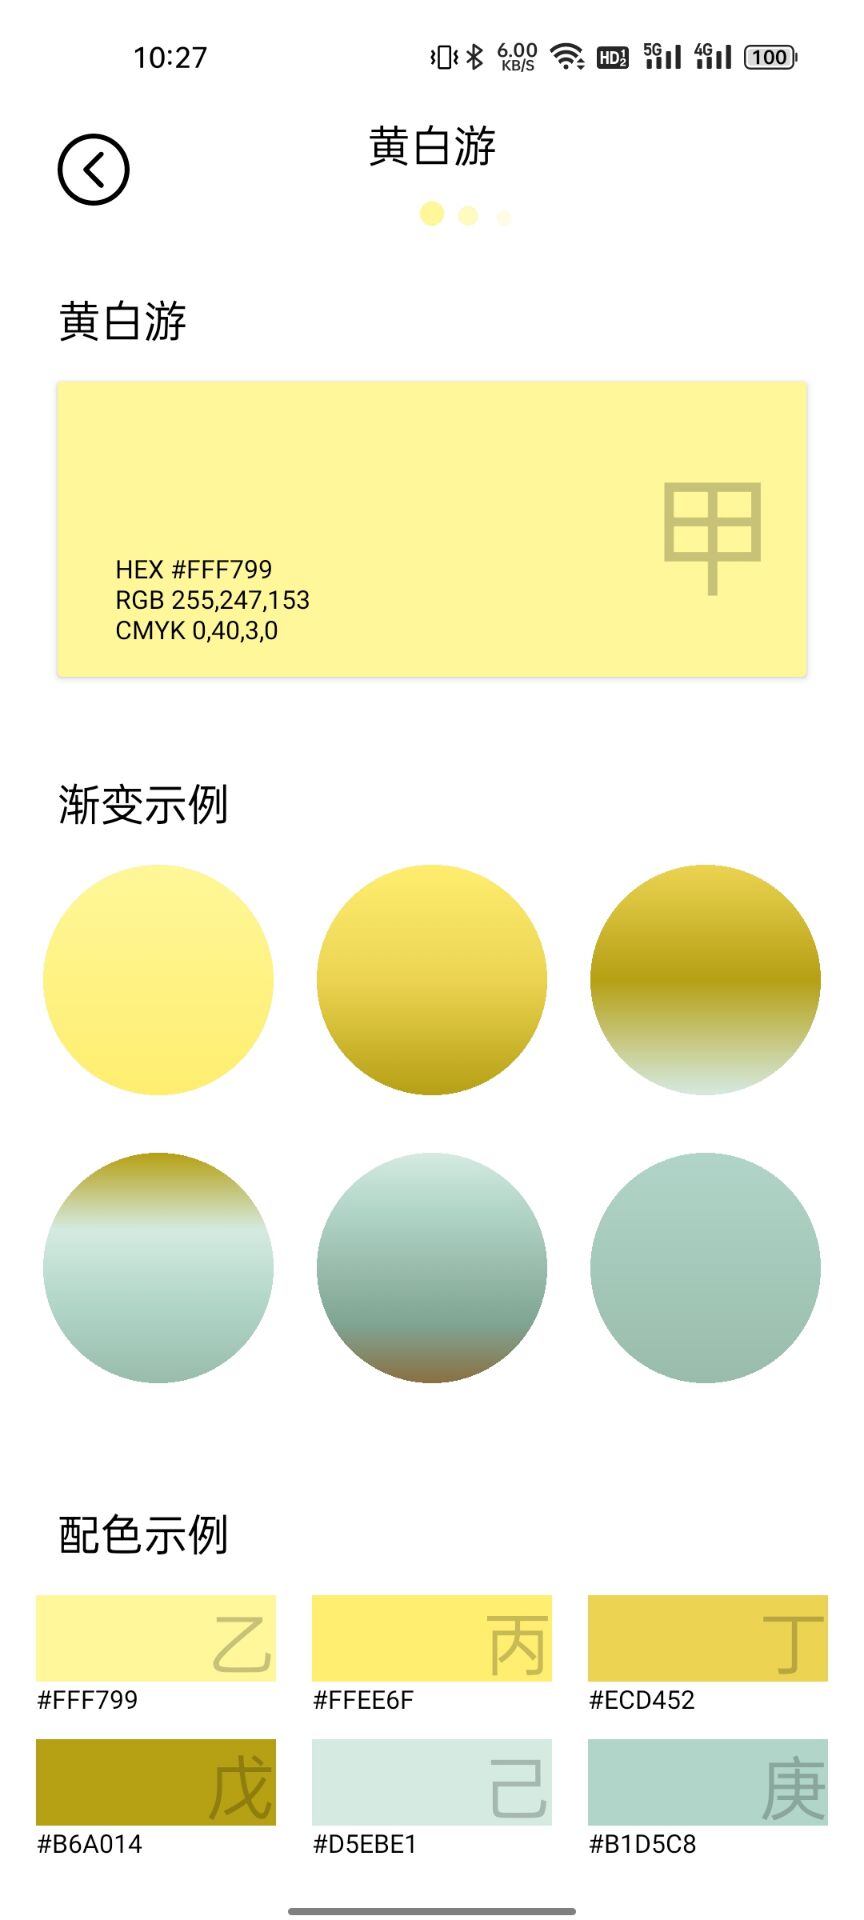 10:27
6.00
KB/S
HD 1 2
5G
4G
100
黄白游
黄白游
甲
HEX #FFF799
RGB 255,247,153
CMYK 0,40,3,0
渐变示例
配色示例
乙 丙 丁
#FFF799 #FFEE6F #ECD452
戊 己 庚
#B6A014 #D5EBE1 #B1D5C8